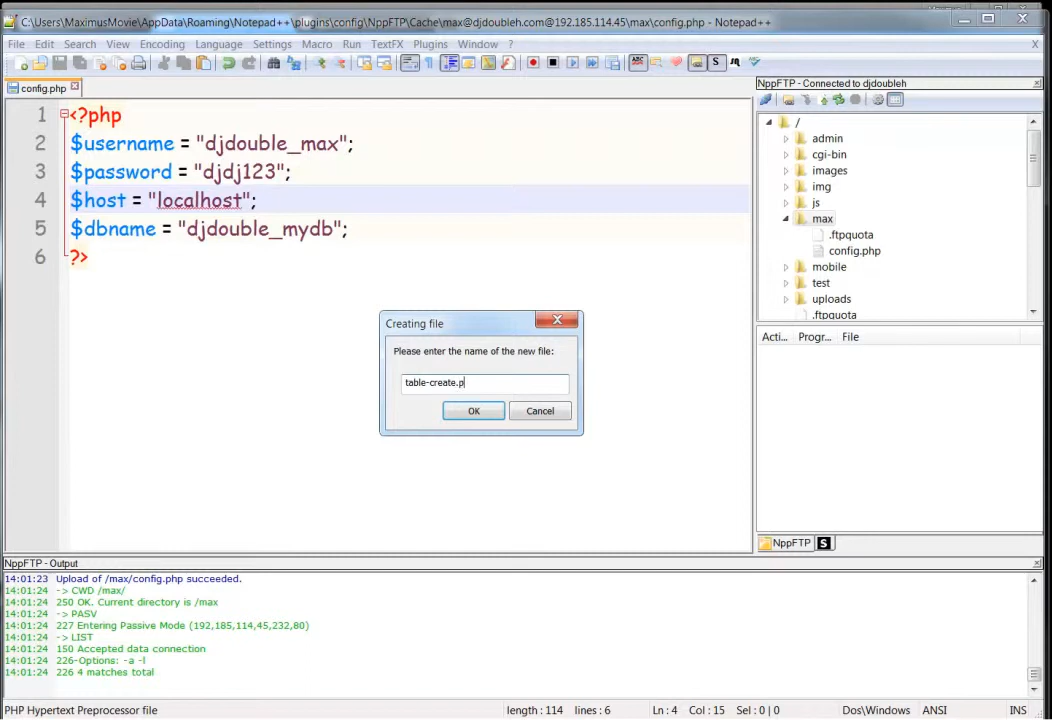 C:\Users\MaximusMovie\AppData\Roaming\Notepad++\plugins\config\NppFTP\Cache\max@djdoubleh.com@192.185.114.45\max\config.php - Notepad++
File Edit Search View Encoding Language Settings Macro Run TextFX Plugins Window ? X
config.php
1 <?php
2 $username = "djdouble_max";
3 $password = "djdj123";
4 $host = "localhost";
5 $dbname = "djdouble_mydb";
6 ?>
Creating file
Please enter the name of the new file:
table-create.p
OK Cancel
NppFTP - Connected to djdoubleh
/
admin
cgi-bin
images
img
js
max
.ftpquota
config.php
mobile
test
uploads
.ftpquota
Acti... Progr... File
NppFTP S
NppFTP - Output
14:01:23 Upload of /max/config.php succeeded.
14:01:24 -> CWD /max/
14:01:24 250 OK. Current directory is /max
14:01:24 -> PASV
14:01:24 227 Entering Passive Mode (192,185,114,45,232,80)
14:01:24 -> LIST
14:01:24 150 Accepted data connection
14:01:24 226-Options: -a -l
14:01:24 226 4 matches total
PHP Hypertext Preprocessor file length : 114 lines : 6 Ln : 4 Col : 15 Sel : 0 | 0 Dos\Windows ANSI INS